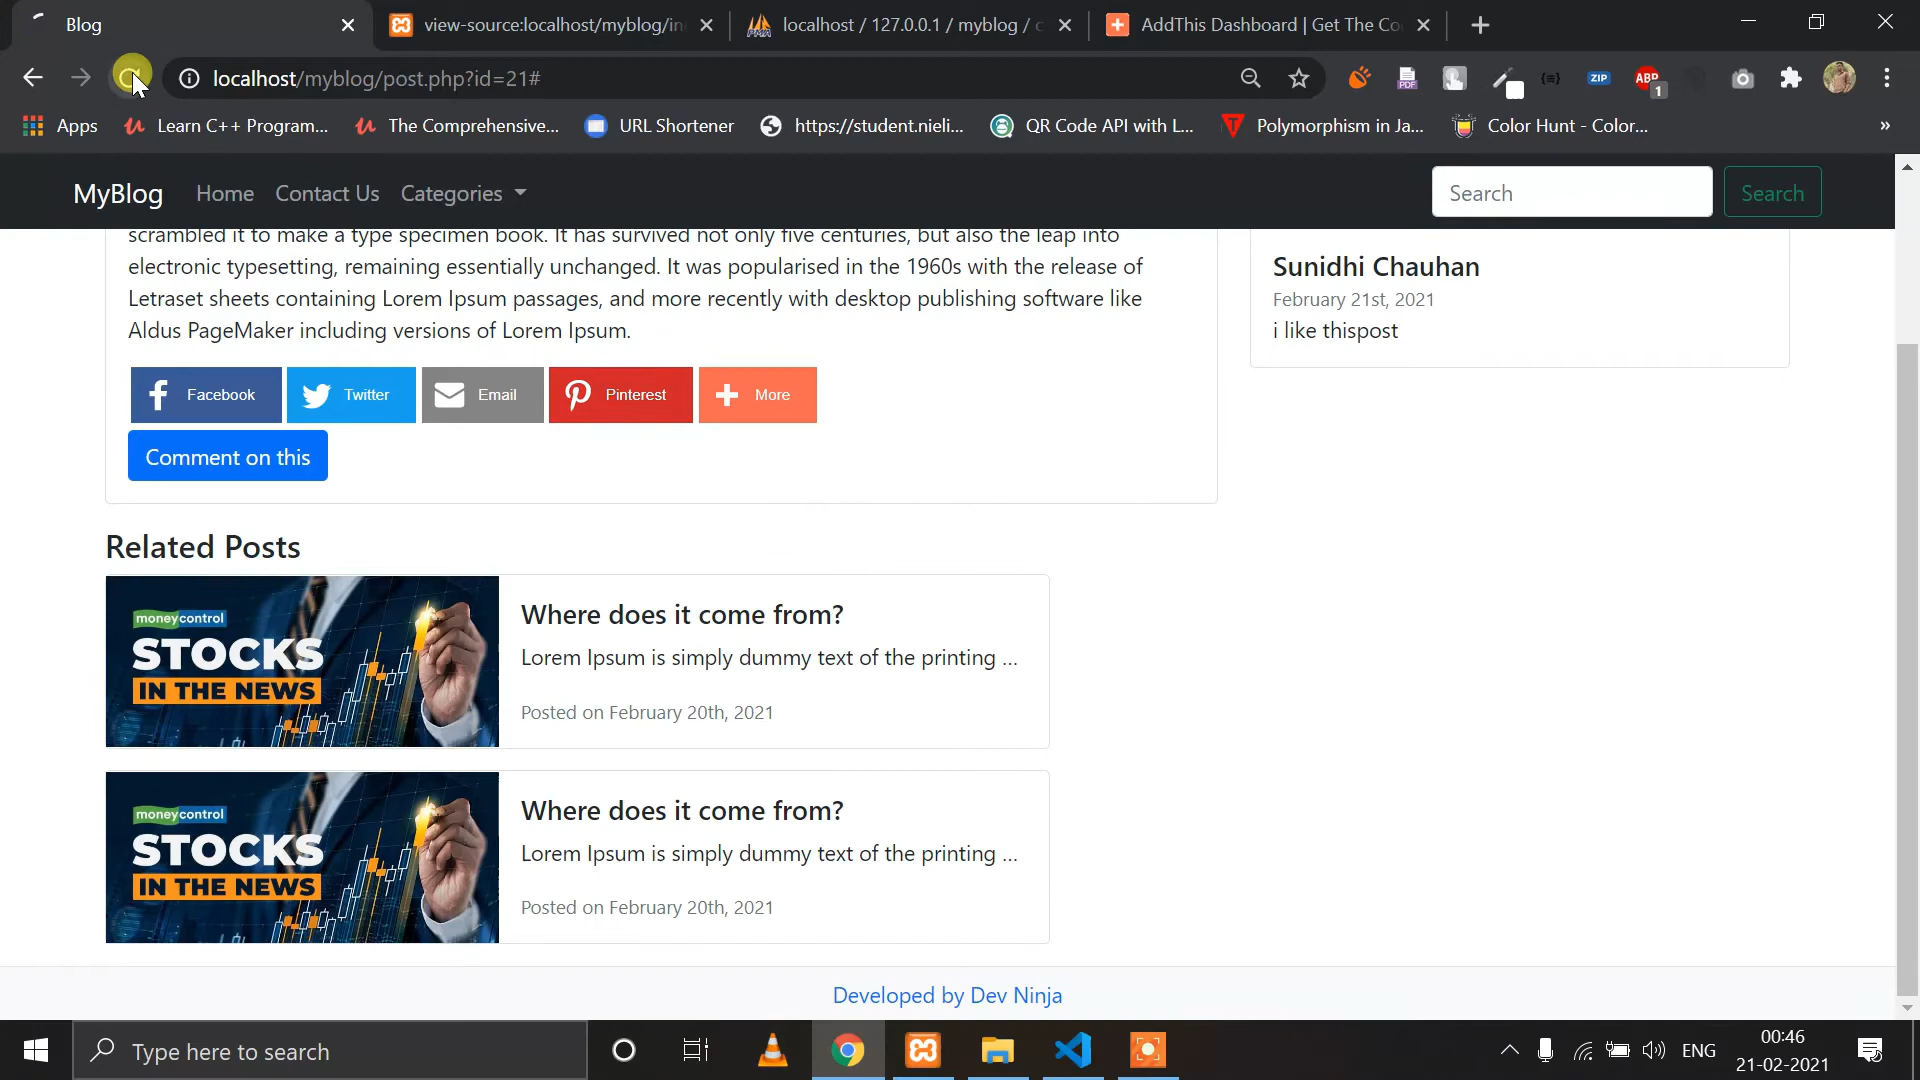 Blog
view-source:localhost/myblog/in
localhost / 127.0.0.1 / myblog / c
AddThis Dashboard | Get The Co
localhost/myblog/post.php?id=21#
PDF
ZIP
ABP
1
Apps
Learn C++ Program...
The Comprehensive...
URL Shortener
https://student.nieli...
QR Code API with L...
Polymorphism in Ja...
Color Hunt - Color...
»
MyBlog
Home
Contact Us
Categories
Search
Search
scrambled it to make a type specimen book. It has survived not only five centuries, but also the leap into
electronic typesetting, remaining essentially unchanged. It was popularised in the 1960s with the release of
Letraset sheets containing Lorem Ipsum passages, and more recently with desktop publishing software like
Aldus PageMaker including versions of Lorem Ipsum.
Sunidhi Chauhan
February 21st, 2021
i like thispost
Facebook
Twitter
Email
Pinterest
More
Comment on this
Related Posts
moneycontrol
STOCKS
IN THE NEWS
Where does it come from?
Lorem Ipsum is simply dummy text of the printing ...
Posted on February 20th, 2021
moneycontrol
STOCKS
IN THE NEWS
Where does it come from?
Lorem Ipsum is simply dummy text of the printing ...
Posted on February 20th, 2021
Developed by Dev Ninja
Type here to search
ENG
00:46
21-02-2021